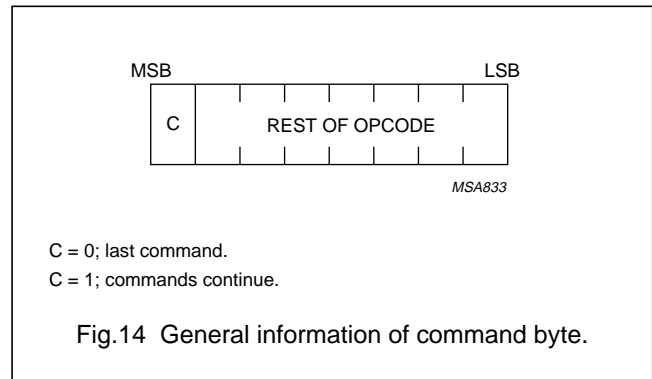 MSB LSB
C REST OF OPCODE
MSA833
C = 0; last command.
C = 1; commands continue.
Fig.14 General information of command byte.